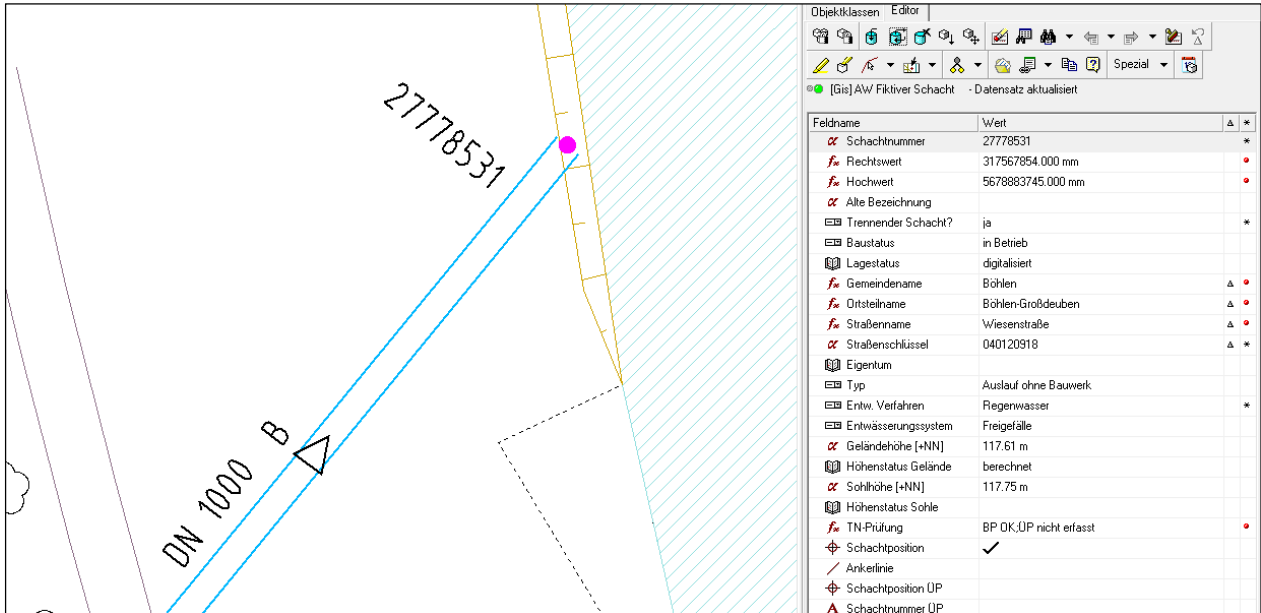 27778531
B
DN 1000
Objektklassen Editor
Spezial
[Gis] AW Fiktiver Schacht - Datensatz aktualisiert
Feldname Wert
Schachtnummer 27778531 *
Rechtswert 317567854.000 mm
Hochwert 5678883745.000 mm
Alte Bezeichnung
Trennender Schacht? ja *
Baustatus in Betrieb
Lagestatus digitalisiert
Gemeindename Böhlen
Ortsteilname Böhlen-Großdeuben
Straßenname Wiesenstraße
Straßenschlüssel 040120918 *
Eigentum
Typ Auslauf ohne Bauwerk
Entw. Verfahren Regenwasser *
Entwässerungssystem Freigefälle
Geländehöhe [+NN] 117.61 m
Höhenstatus Gelände berechnet
Sohlhöhe [+NN] 117.75 m
Höhenstatus Sohle
TN-Prüfung BP OK;ÜP nicht erfasst
Schachtposition ✓
Ankerlinie
Schachtposition ÜP
A Schachtnummer ÜP